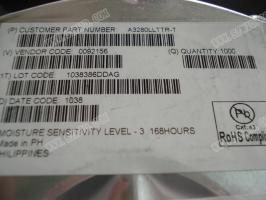 (P) CUSTOMER PART NUMBER A3280LLTTR-T
(V) VENDOR CODE: 0092156 (Q) QUANTITY: 1000
1T) LOT CODE: 1038386DDAG
D) DATE CODE: 1038
MOISTURE SENSITIVITY LEVEL - 3 168HOURS
Made in PH
PHILIPPINES
Pb
RoHS Compli